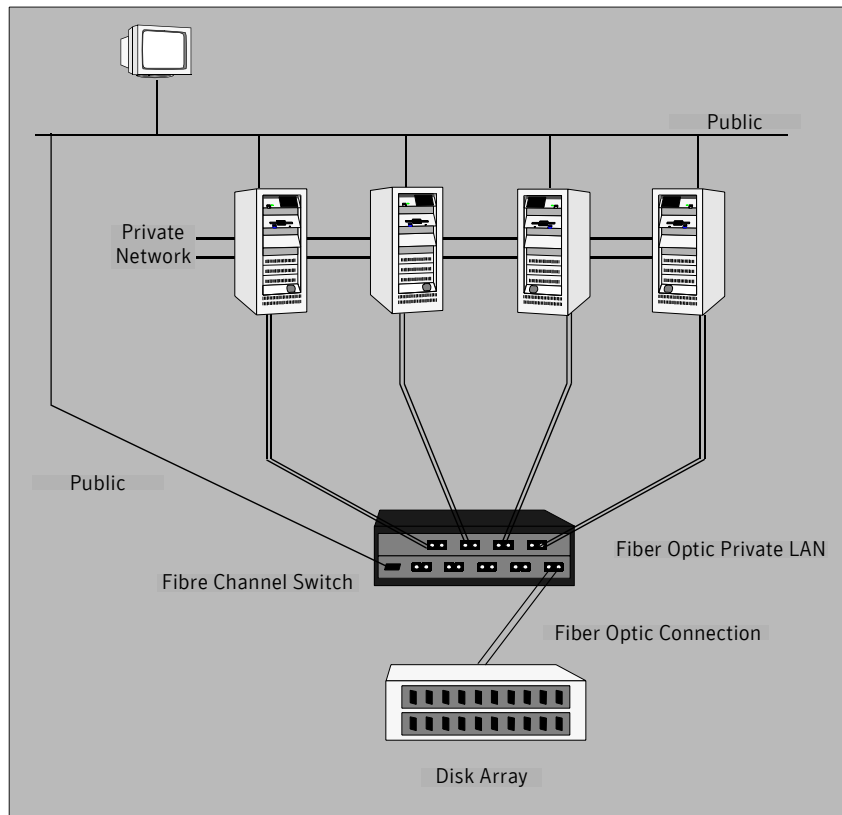 Public
Private
Network
Public
Fiber Optic Private LAN
Fibre Channel Switch
Fiber Optic Connection
Disk Array